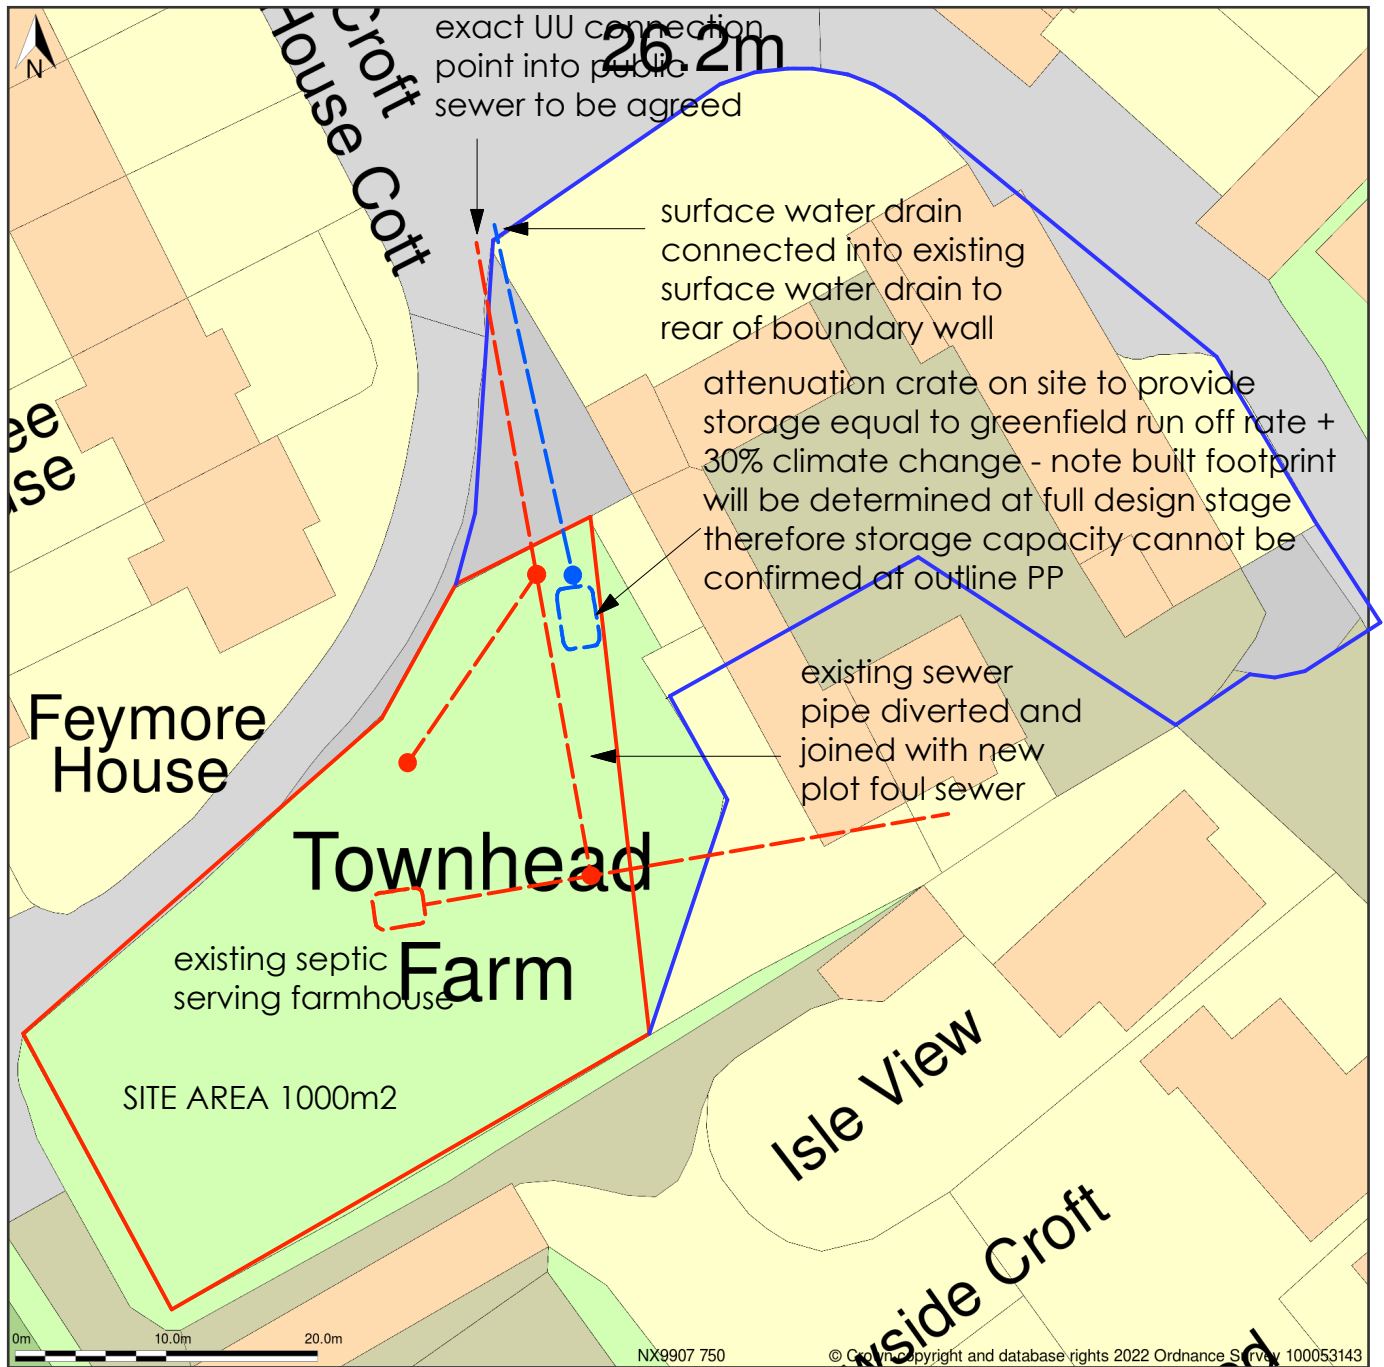 N
Croft
House Cott
exact UU connection
point into public
sewer to be agreed
26.2m
surface water drain
connected into existing
surface water drain to
rear of boundary wall
attenuation crate on site to provide
storage equal to greenfield run off rate +
30% climate change - note built footprint
will be determined at full design stage
therefore storage capacity cannot be
confirmed at outline PP
existing sewer
pipe diverted and
joined with new
plot foul sewer
Feymore
House
Townhead
Farm
existing septic
serving farmhouse
SITE AREA 1000m2
Isle View
Croft
0m 10.0m 20.0m
NX9907 750
© Crown copyright and database rights 2022 Ordnance Survey 100053143